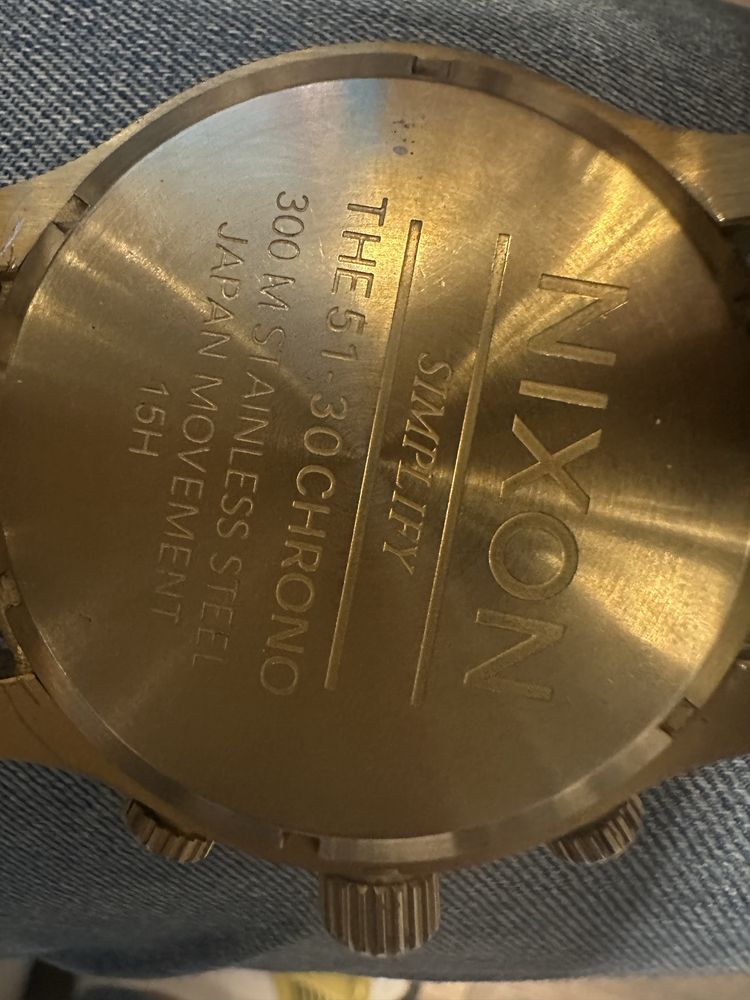 NIXON
SIMPLIFY
THE 51-30 CHRONO
300 M STAINLESS STEEL
JAPAN MOVEMENT
15H